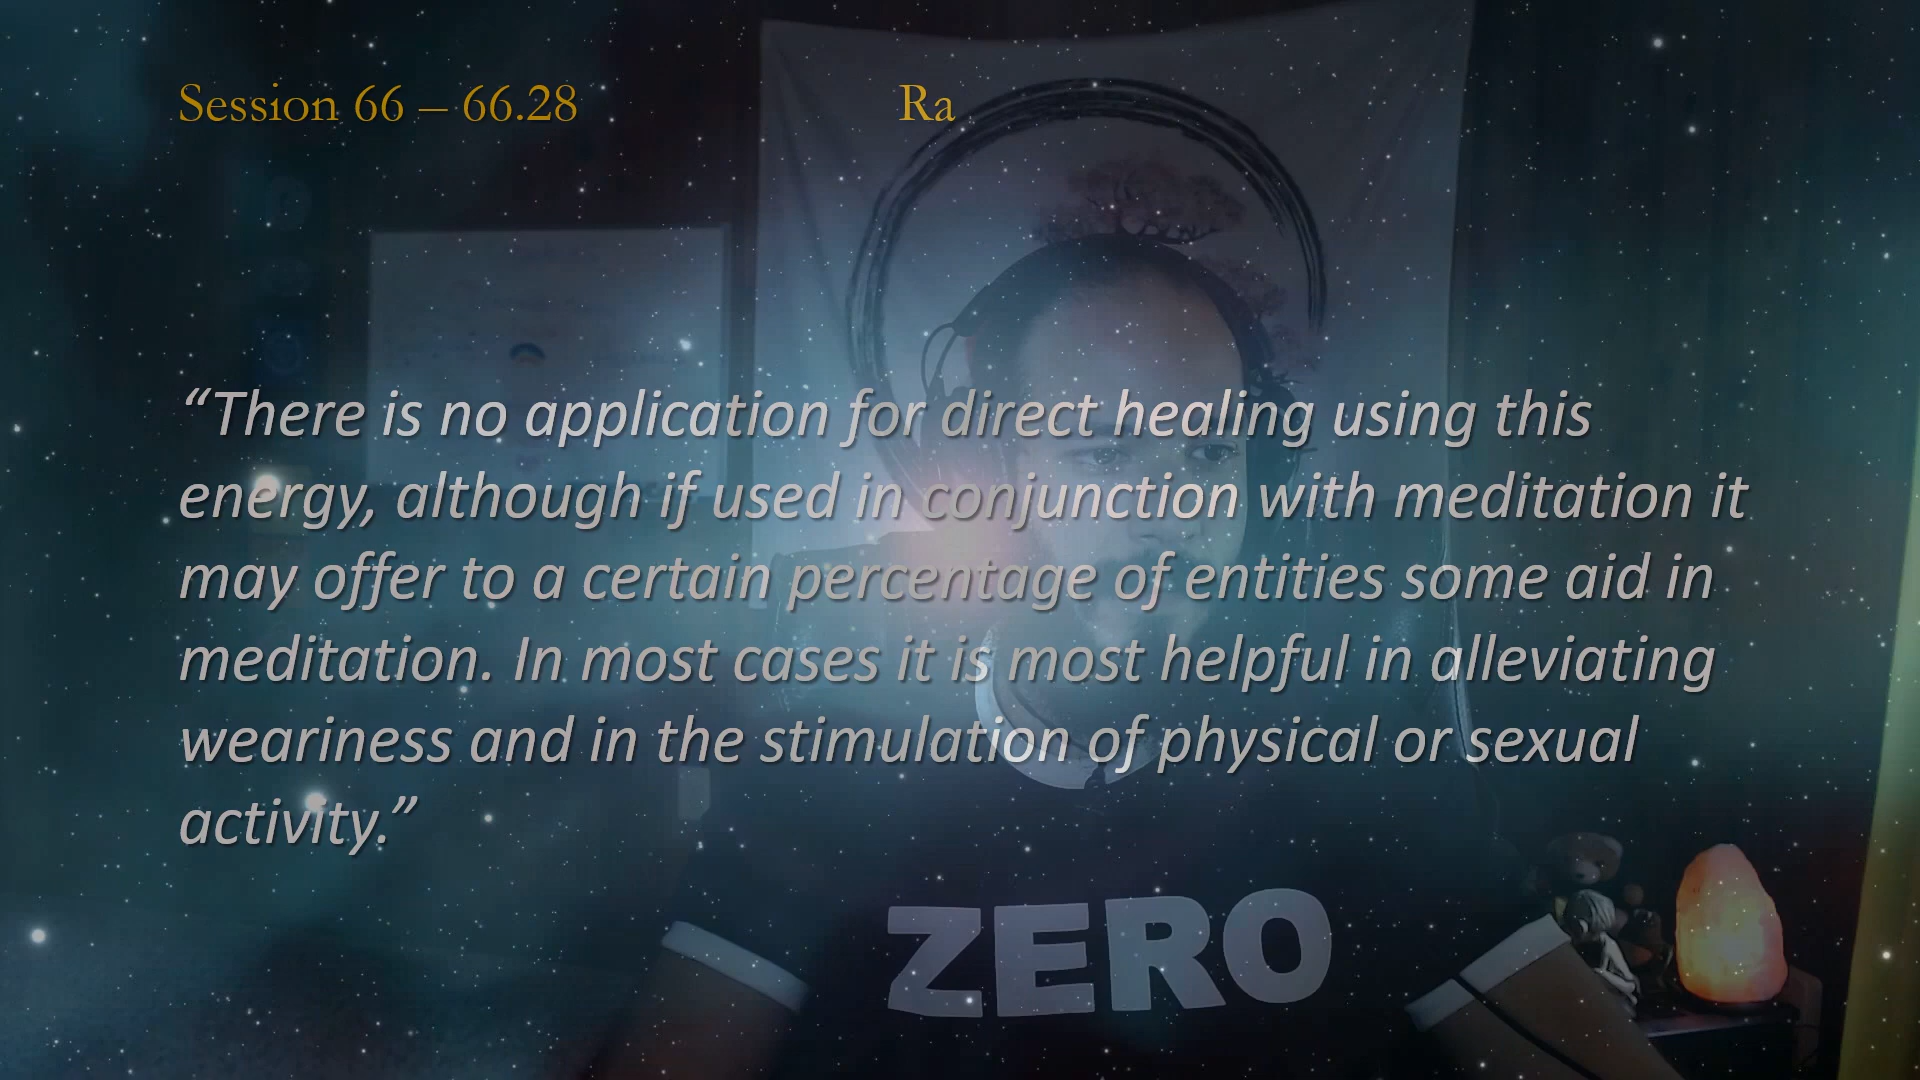 Session 66 – 66.28
Ra
“There is no application for direct healing using this
energy, although if used in conjunction with meditation it
may offer to a certain percentage of entities some aid in
meditation. In most cases it is most helpful in alleviating
weariness and in the stimulation of physical or sexual
activity.”
ZERO